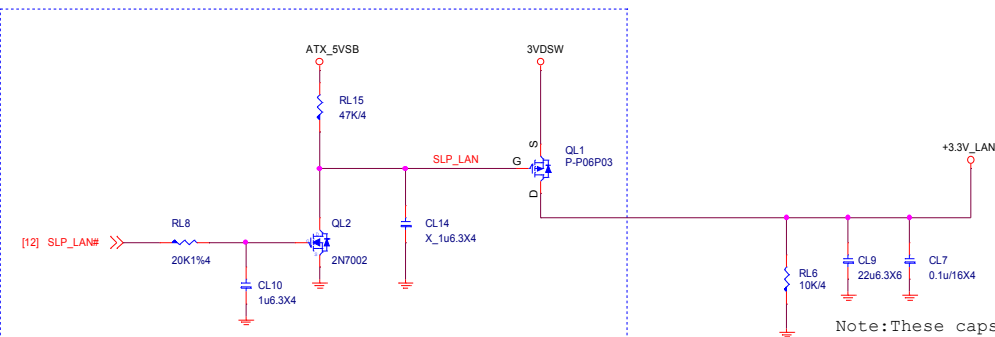 ATX_5VSB
3VDSW
RL15
47K/4
S
QL1
P-P06P03
G
SLP_LAN
D
+3.3V_LAN
RL8
QL2
CL14
X_1u6.3X4
[12] SLP_LAN#
20K1%4
2N7002
CL10
1u6.3X4
RL6
10K/4
CL9
22u6.3X6
CL7
0.1u/16X4
Note:These caps